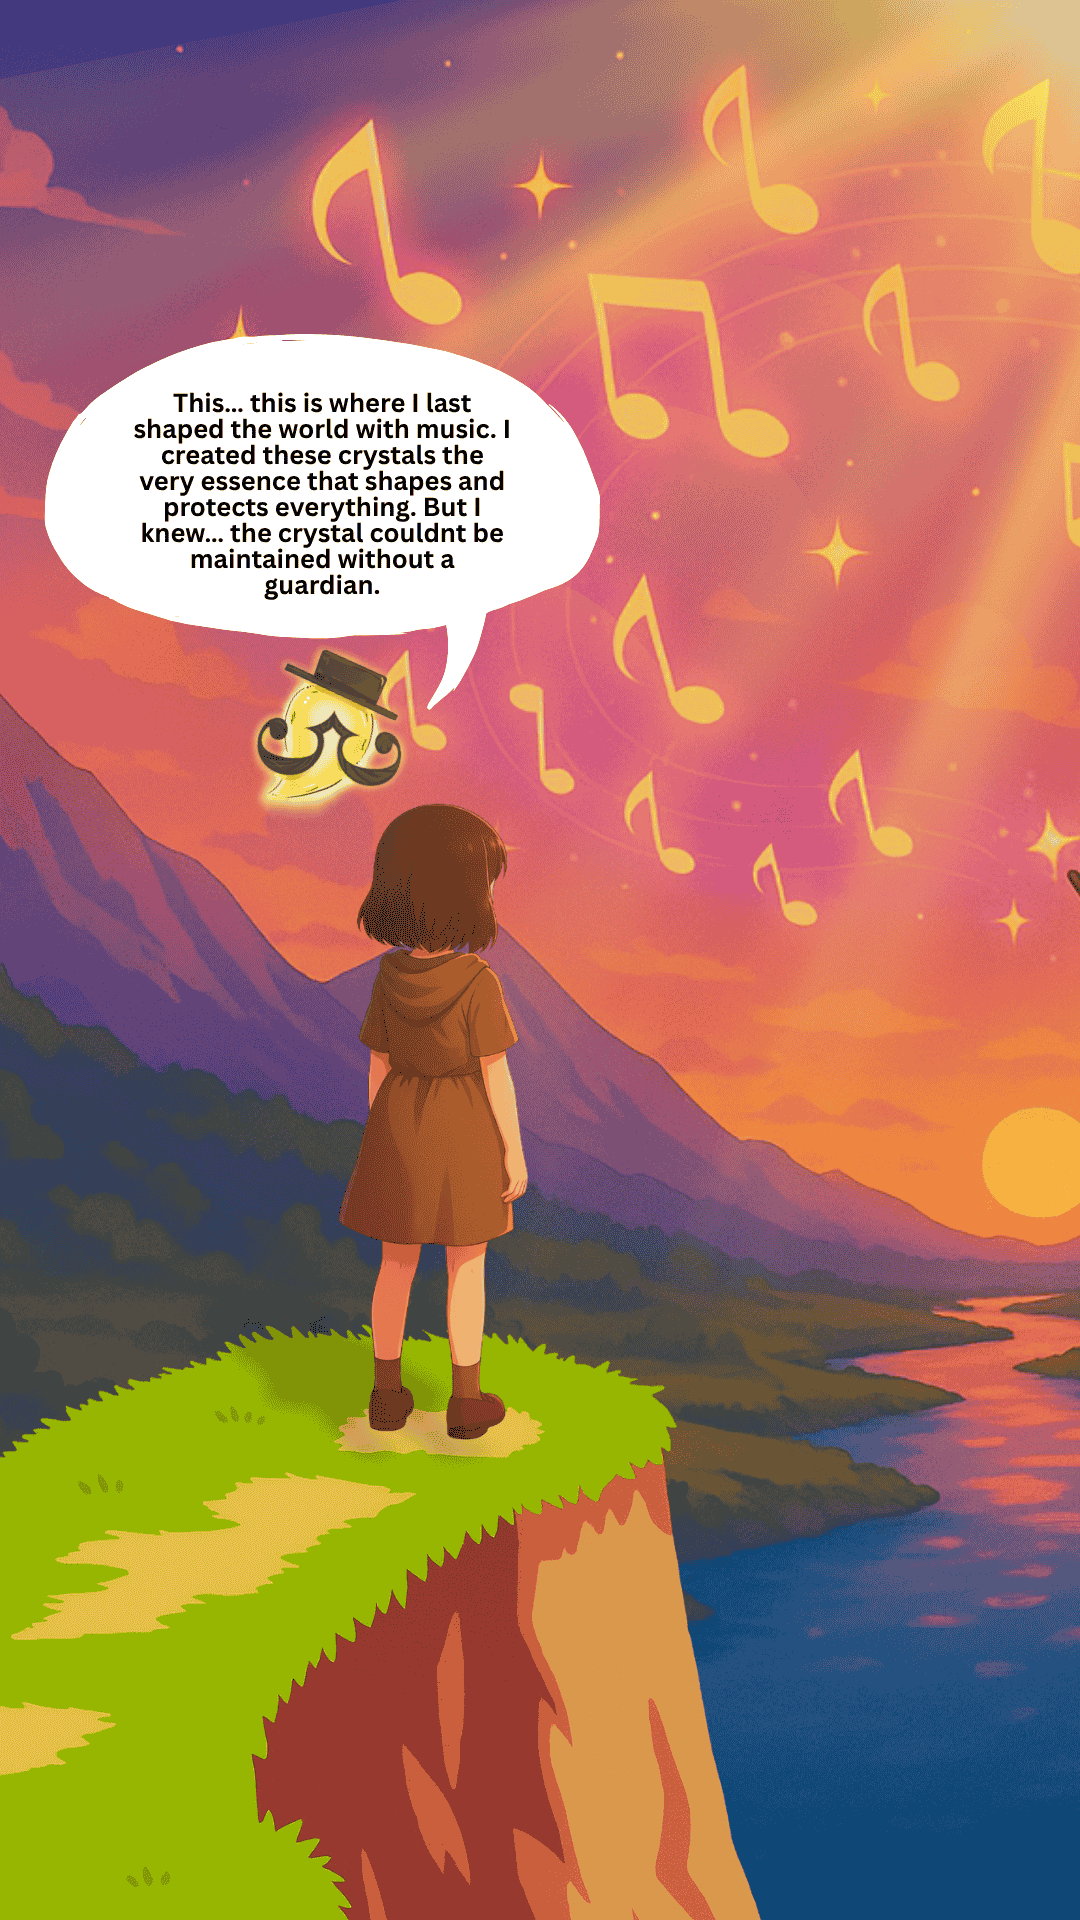 This... this is where I last
shaped the world with music. I
created these crystals the
very essence that shapes and
protects everything. But I
knew... the crystal couldnt be
maintained without a
guardian.